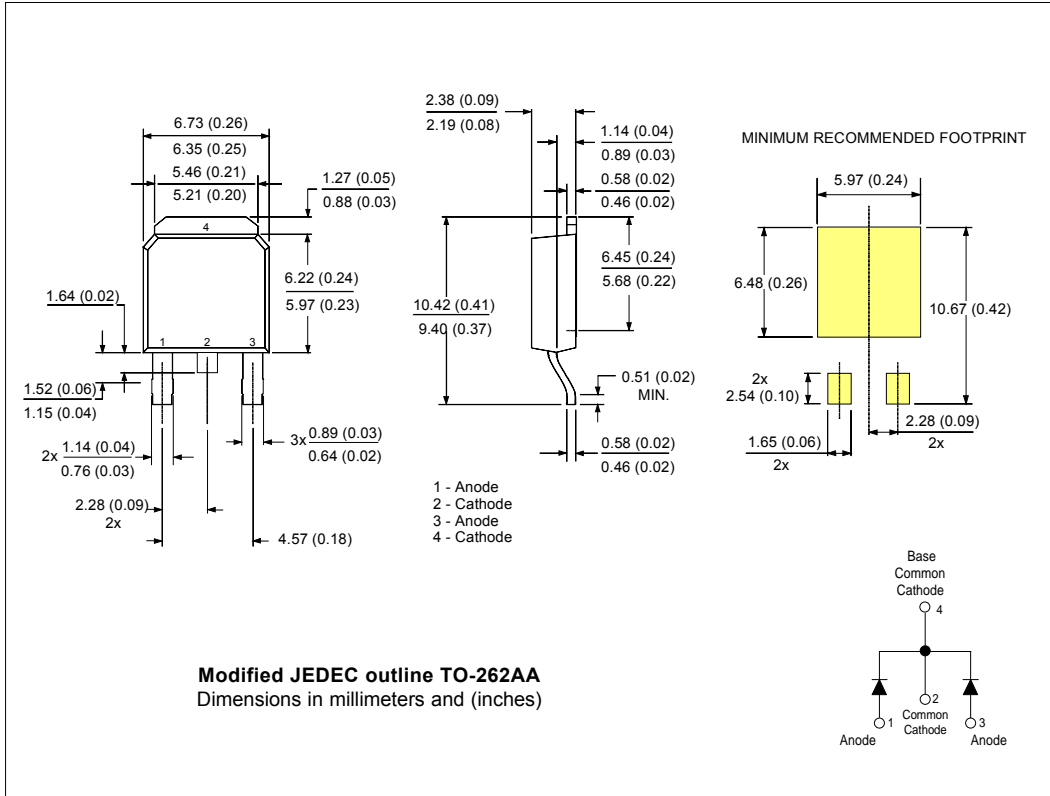 6.73 (0.26)
6.35 (0.25)
5.46 (0.21)
5.21 (0.20)
1.27 (0.05)
0.88 (0.03)
4
6.22 (0.24)
5.97 (0.23)
1.64 (0.02)
1 2 3
1.52 (0.06)
1.15 (0.04)
2x 1.14 (0.04)
0.76 (0.03)
3x 0.89 (0.03)
0.64 (0.02)
2.28 (0.09)
2x
4.57 (0.18)
2.38 (0.09)
2.19 (0.08)
1.14 (0.04)
0.89 (0.03)
0.58 (0.02)
0.46 (0.02)
6.45 (0.24)
5.68 (0.22)
10.42 (0.41)
9.40 (0.37)
0.51 (0.02)
MIN.
0.58 (0.02)
0.46 (0.02)
1 - Anode
2 - Cathode
3 - Anode
4 - Cathode
MINIMUM RECOMMENDED FOOTPRINT
5.97 (0.24)
6.48 (0.26)
10.67 (0.42)
2x
2.54 (0.10)
2.28 (0.09)
2x
1.65 (0.06)
2x
Base
Common
Cathode
4
2
Common
Cathode
1
Anode
3
Anode
Modified JEDEC outline TO-262AA
Dimensions in millimeters and (inches)